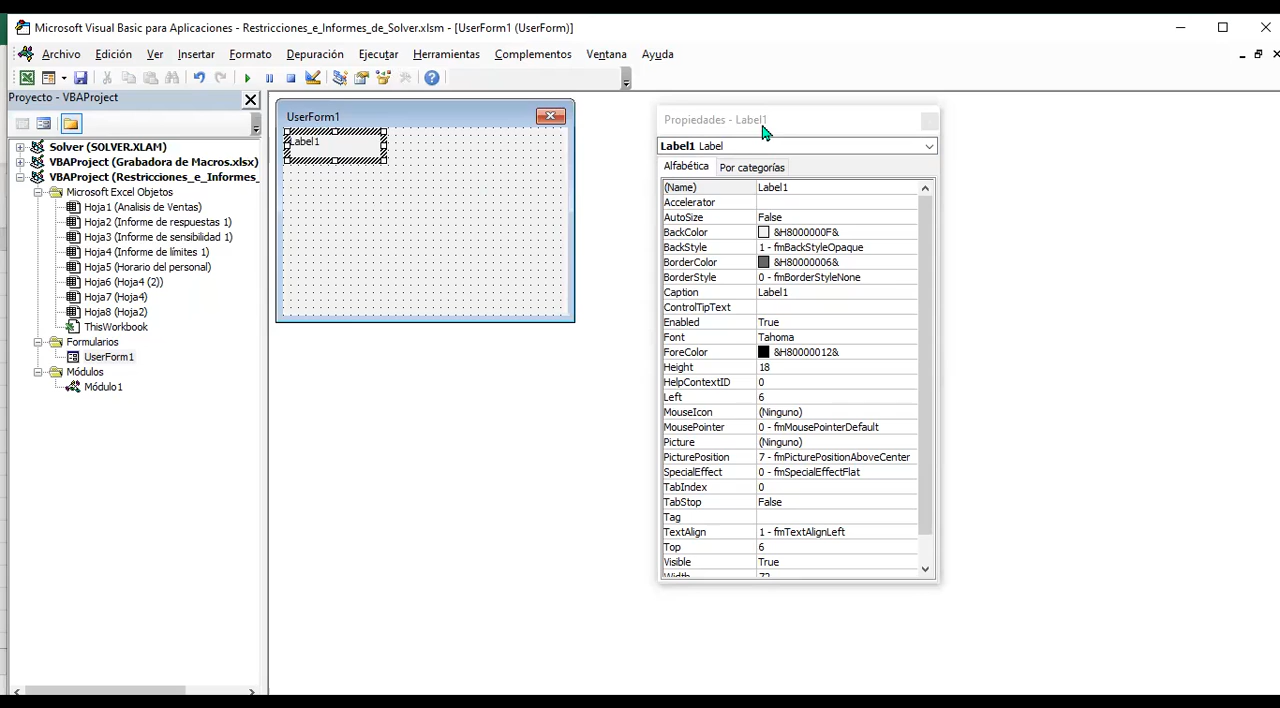 Microsoft Visual Basic para Aplicaciones - Restricciones_e_Informes_de_Solver.xlsm - [UserForm1 (UserForm)]
Archivo Edición Ver Insertar Formato Depuración Ejecutar Herramientas Complementos Ventana Ayuda
Proyecto - VBAProject
Solver (SOLVER.XLAM)
VBAProject (Grabadora de Macros.xlsx)
VBAProject (Restricciones_e_Informes_
Microsoft Excel Objetos
Hoja1 (Analisis de Ventas)
Hoja2 (Informe de respuestas 1)
Hoja3 (Informe de sensibilidad 1)
Hoja4 (Informe de límites 1)
Hoja5 (Horario del personal)
Hoja6 (Hoja4 (2))
Hoja7 (Hoja4)
Hoja8 (Hoja2)
ThisWorkbook
Formularios
UserForm1
Módulos
Módulo1
UserForm1
Label1
Propiedades - Label1
Label1 Label
Alfabética Por categorías
(Name) Label1
Accelerator
AutoSize False
BackColor &H8000000F&
BackStyle 1 - fmBackStyleOpaque
BorderColor &H80000006&
BorderStyle 0 - fmBorderStyleNone
Caption Label1
ControlTipText
Enabled True
Font Tahoma
ForeColor &H80000012&
Height 18
HelpContextID 0
Left 6
MouseIcon (Ninguno)
MousePointer 0 - fmMousePointerDefault
Picture (Ninguno)
PicturePosition 7 - fmPicturePositionAboveCenter
SpecialEffect 0 - fmSpecialEffectFlat
TabIndex 0
TabStop False
Tag
TextAlign 1 - fmTextAlignLeft
Top 6
Visible True
Width 72